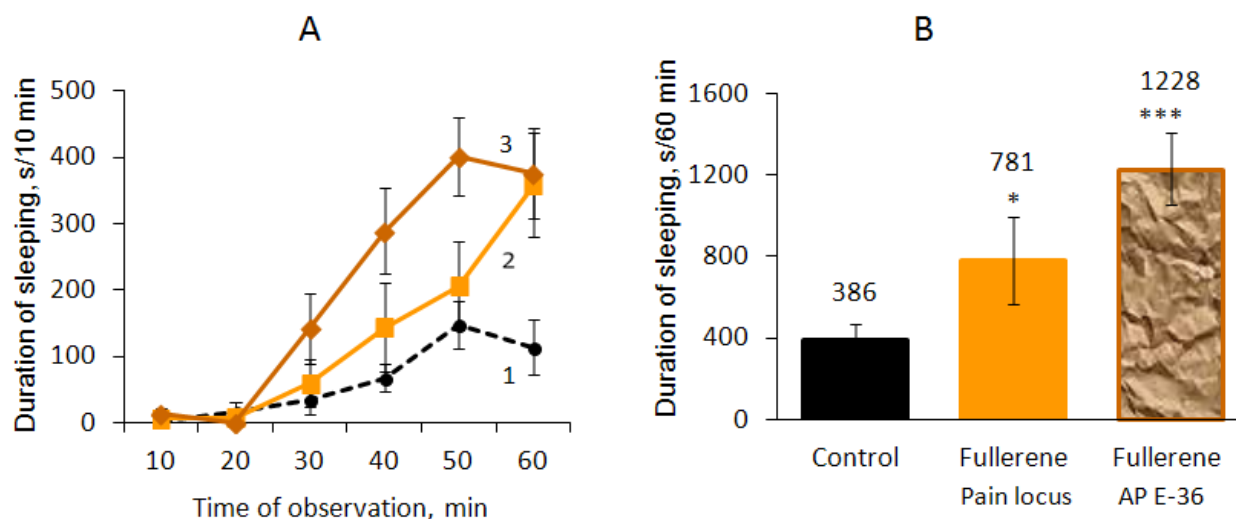 A
Duration of sleeping, s/10 min
500
400
300
200
100
0
3
2
1
10 20 30 40 50 60
Time of observation, min
B
Duration of sleeping, s/60 min
1600
1200
800
400
0
386
781
*
1228
***
Control
Fullerene
Pain locus
Fullerene
AP E-36